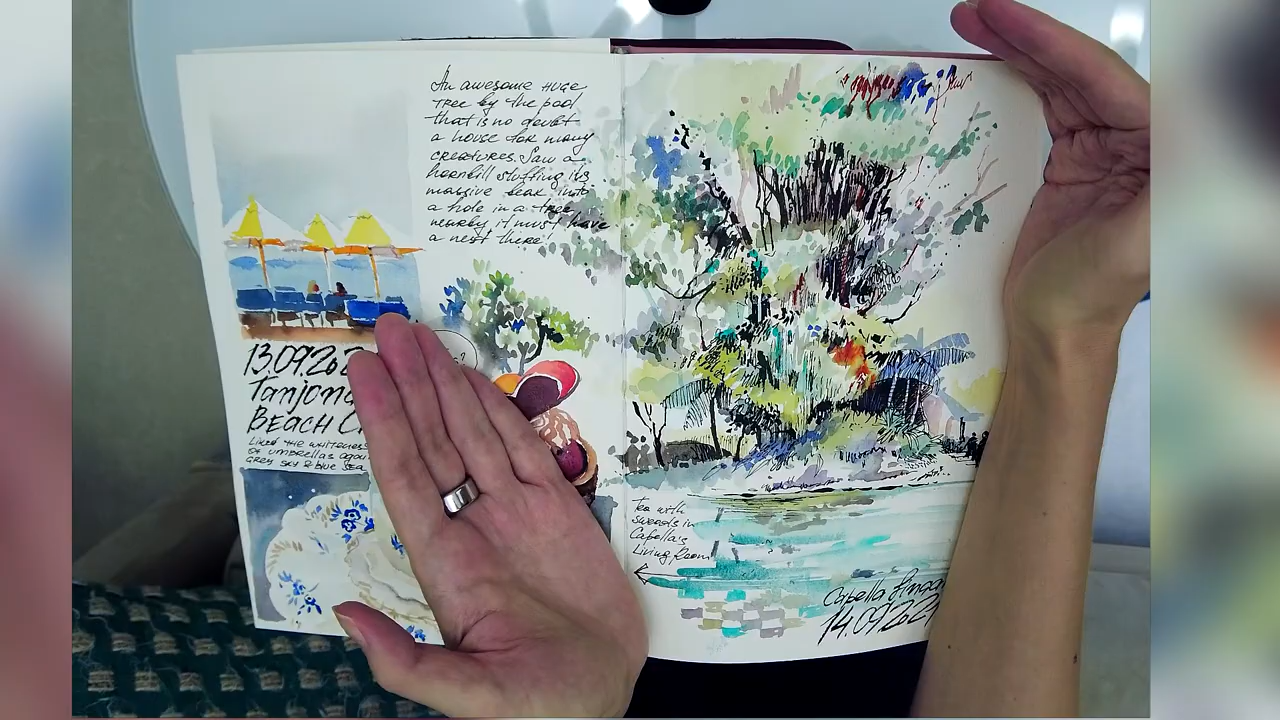 An awesome HUGE
TREE by the pool
that is no doubt
a house for many
creatures. Saw a
hornbill stuffing its
massive beak into
a hole in a tree
nearby, it must have
a nest there
13.09.202
Tanjong
BEACH C
Liked the whiteness
of umbrellas again
grey sky & blue sea
Tea with
sweets in
Capella's
Living Room
Capella
14.09.202